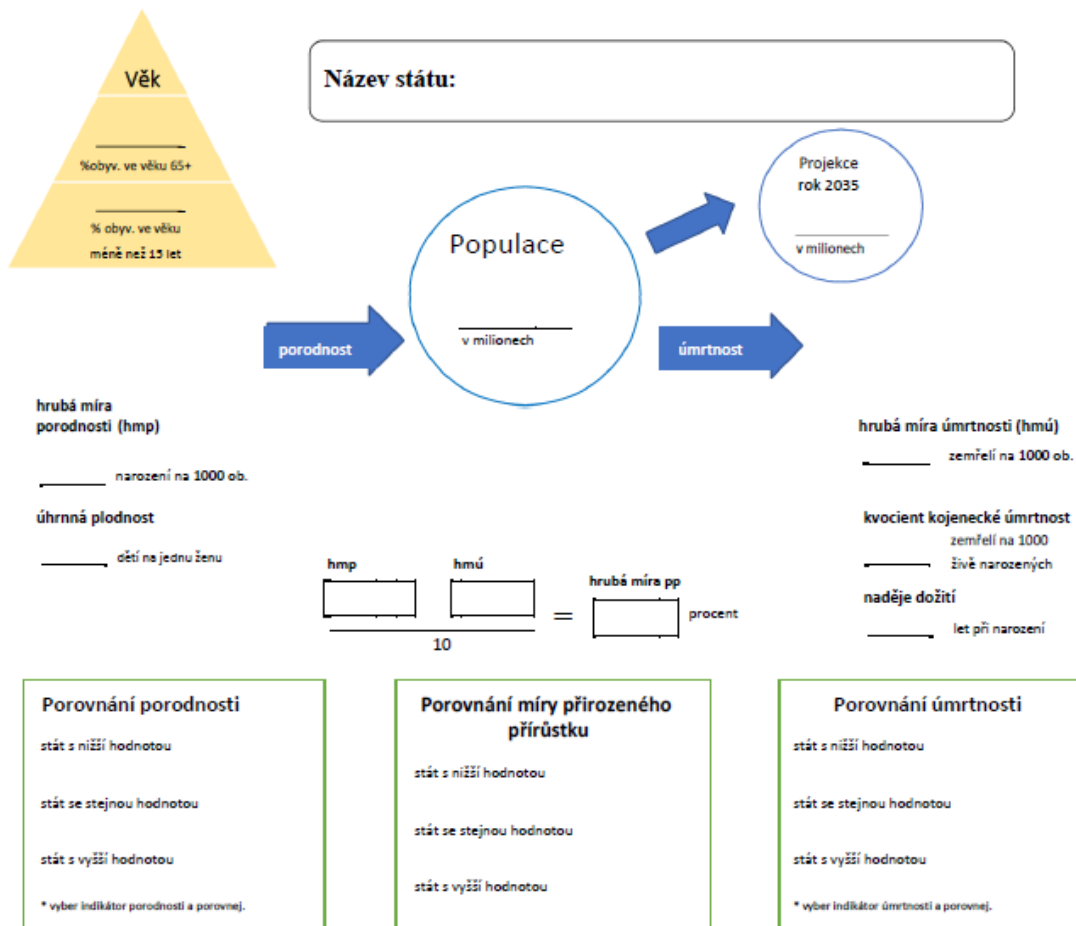 Věk
%obyv. ve věku 65+
% obyv. ve věku
méně než 15 let
Název státu:
Projekce
rok 2035
v milionech
Populace
v milionech
porodnost
úmrtnost
hrubá míra
porodnosti (hmp)
narození na 1000 ob.
úhrnná plodnost
dětí na jednu ženu
hmp
hmú
=
hrubá míra pp
procent
10
hrubá míra úmrtnosti (hmú)
zemřelí na 1000 ob.
kvocient kojenecké úmrtnost
zemřelí na 1000
živě narozených
naděje dožití
let při narození
Porovnání porodnosti
stát s nižší hodnotou
stát se stejnou hodnotou
stát s vyšší hodnotou
* vyber indikátor porodnosti a porovnej.
Porovnání míry přirozeného
přírůstku
stát s nižší hodnotou
stát se stejnou hodnotou
stát s vyšší hodnotou
Porovnání úmrtnosti
stát s nižší hodnotou
stát se stejnou hodnotou
stát s vyšší hodnotou
* vyber indikátor úmrtnosti a porovnej.